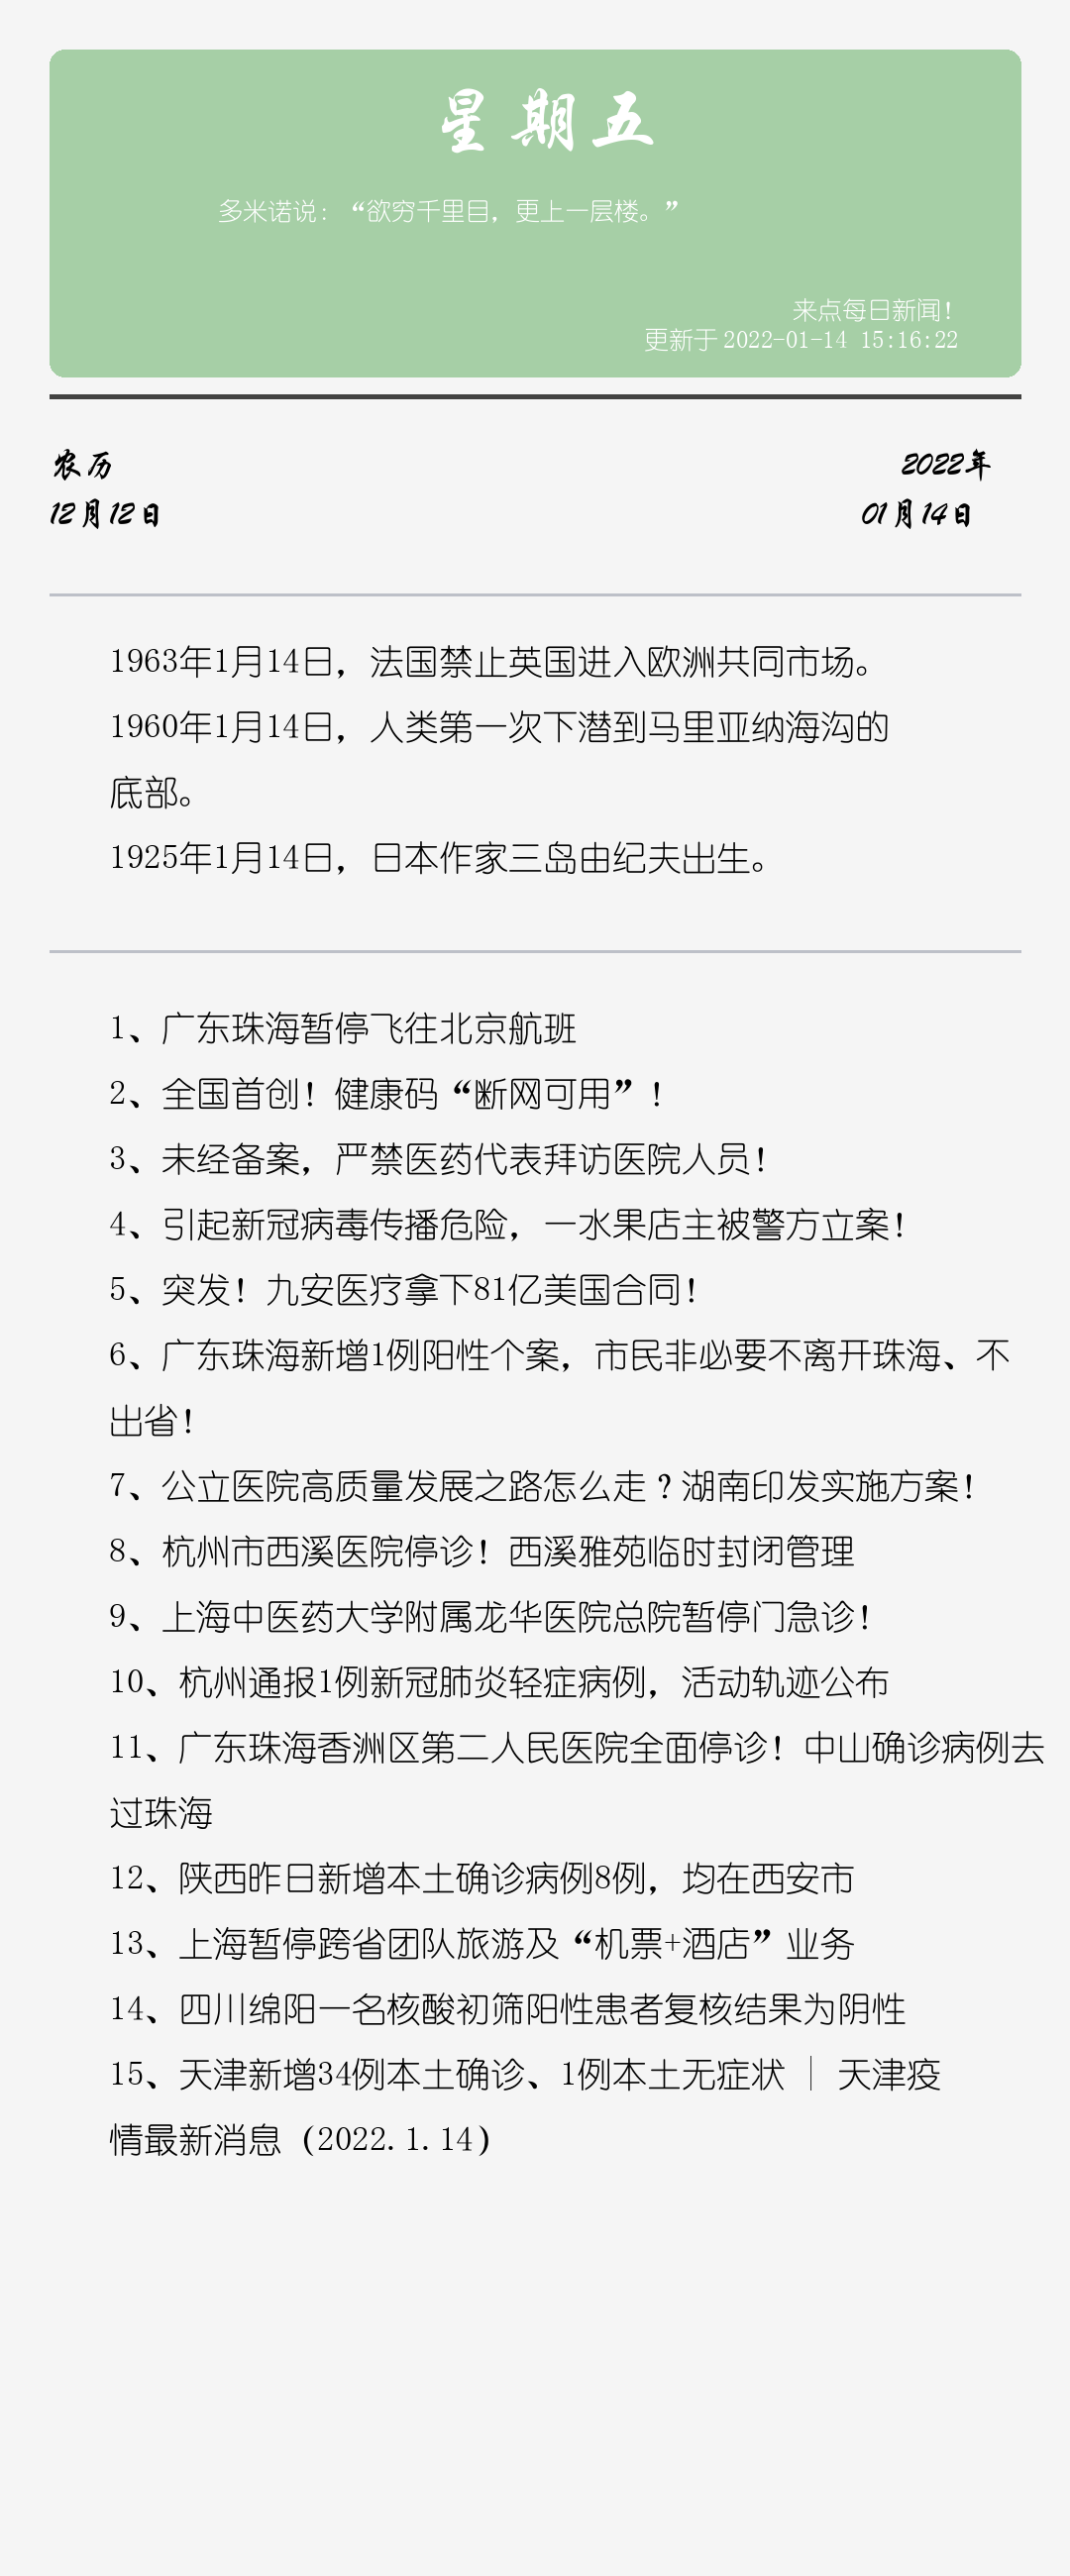 星期五
多米诺说：“欲穷千里目，更上一层楼。”
来点每日新闻！
更新于 2022-01-14 15:16:22
农历
2022年
12月12日
01月14日
1963年1月14日，法国禁止英国进入欧洲共同市场。
1960年1月14日，人类第一次下潜到马里亚纳海沟的
底部。
1925年1月14日，日本作家三岛由纪夫出生。
1、广东珠海暂停飞往北京航班
2、全国首创！健康码“断网可用”！
3、未经备案，严禁医药代表拜访医院人员！
4、引起新冠病毒传播危险，一水果店主被警方立案！
5、突发！九安医疗拿下81亿美国合同！
6、广东珠海新增1例阳性个案，市民非必要不离开珠海、不
出省！
7、公立医院高质量发展之路怎么走？湖南印发实施方案！
8、杭州市西溪医院停诊！西溪雅苑临时封闭管理
9、上海中医药大学附属龙华医院总院暂停门急诊！
10、杭州通报1例新冠肺炎轻症病例，活动轨迹公布
11、广东珠海香洲区第二人民医院全面停诊！中山确诊病例去
过珠海
12、陕西昨日新增本土确诊病例8例，均在西安市
13、上海暂停跨省团队旅游及“机票+酒店”业务
14、四川绵阳一名核酸初筛阳性患者复核结果为阴性
15、天津新增34例本土确诊、1例本土无症状 | 天津疫
情最新消息（2022.1.14）